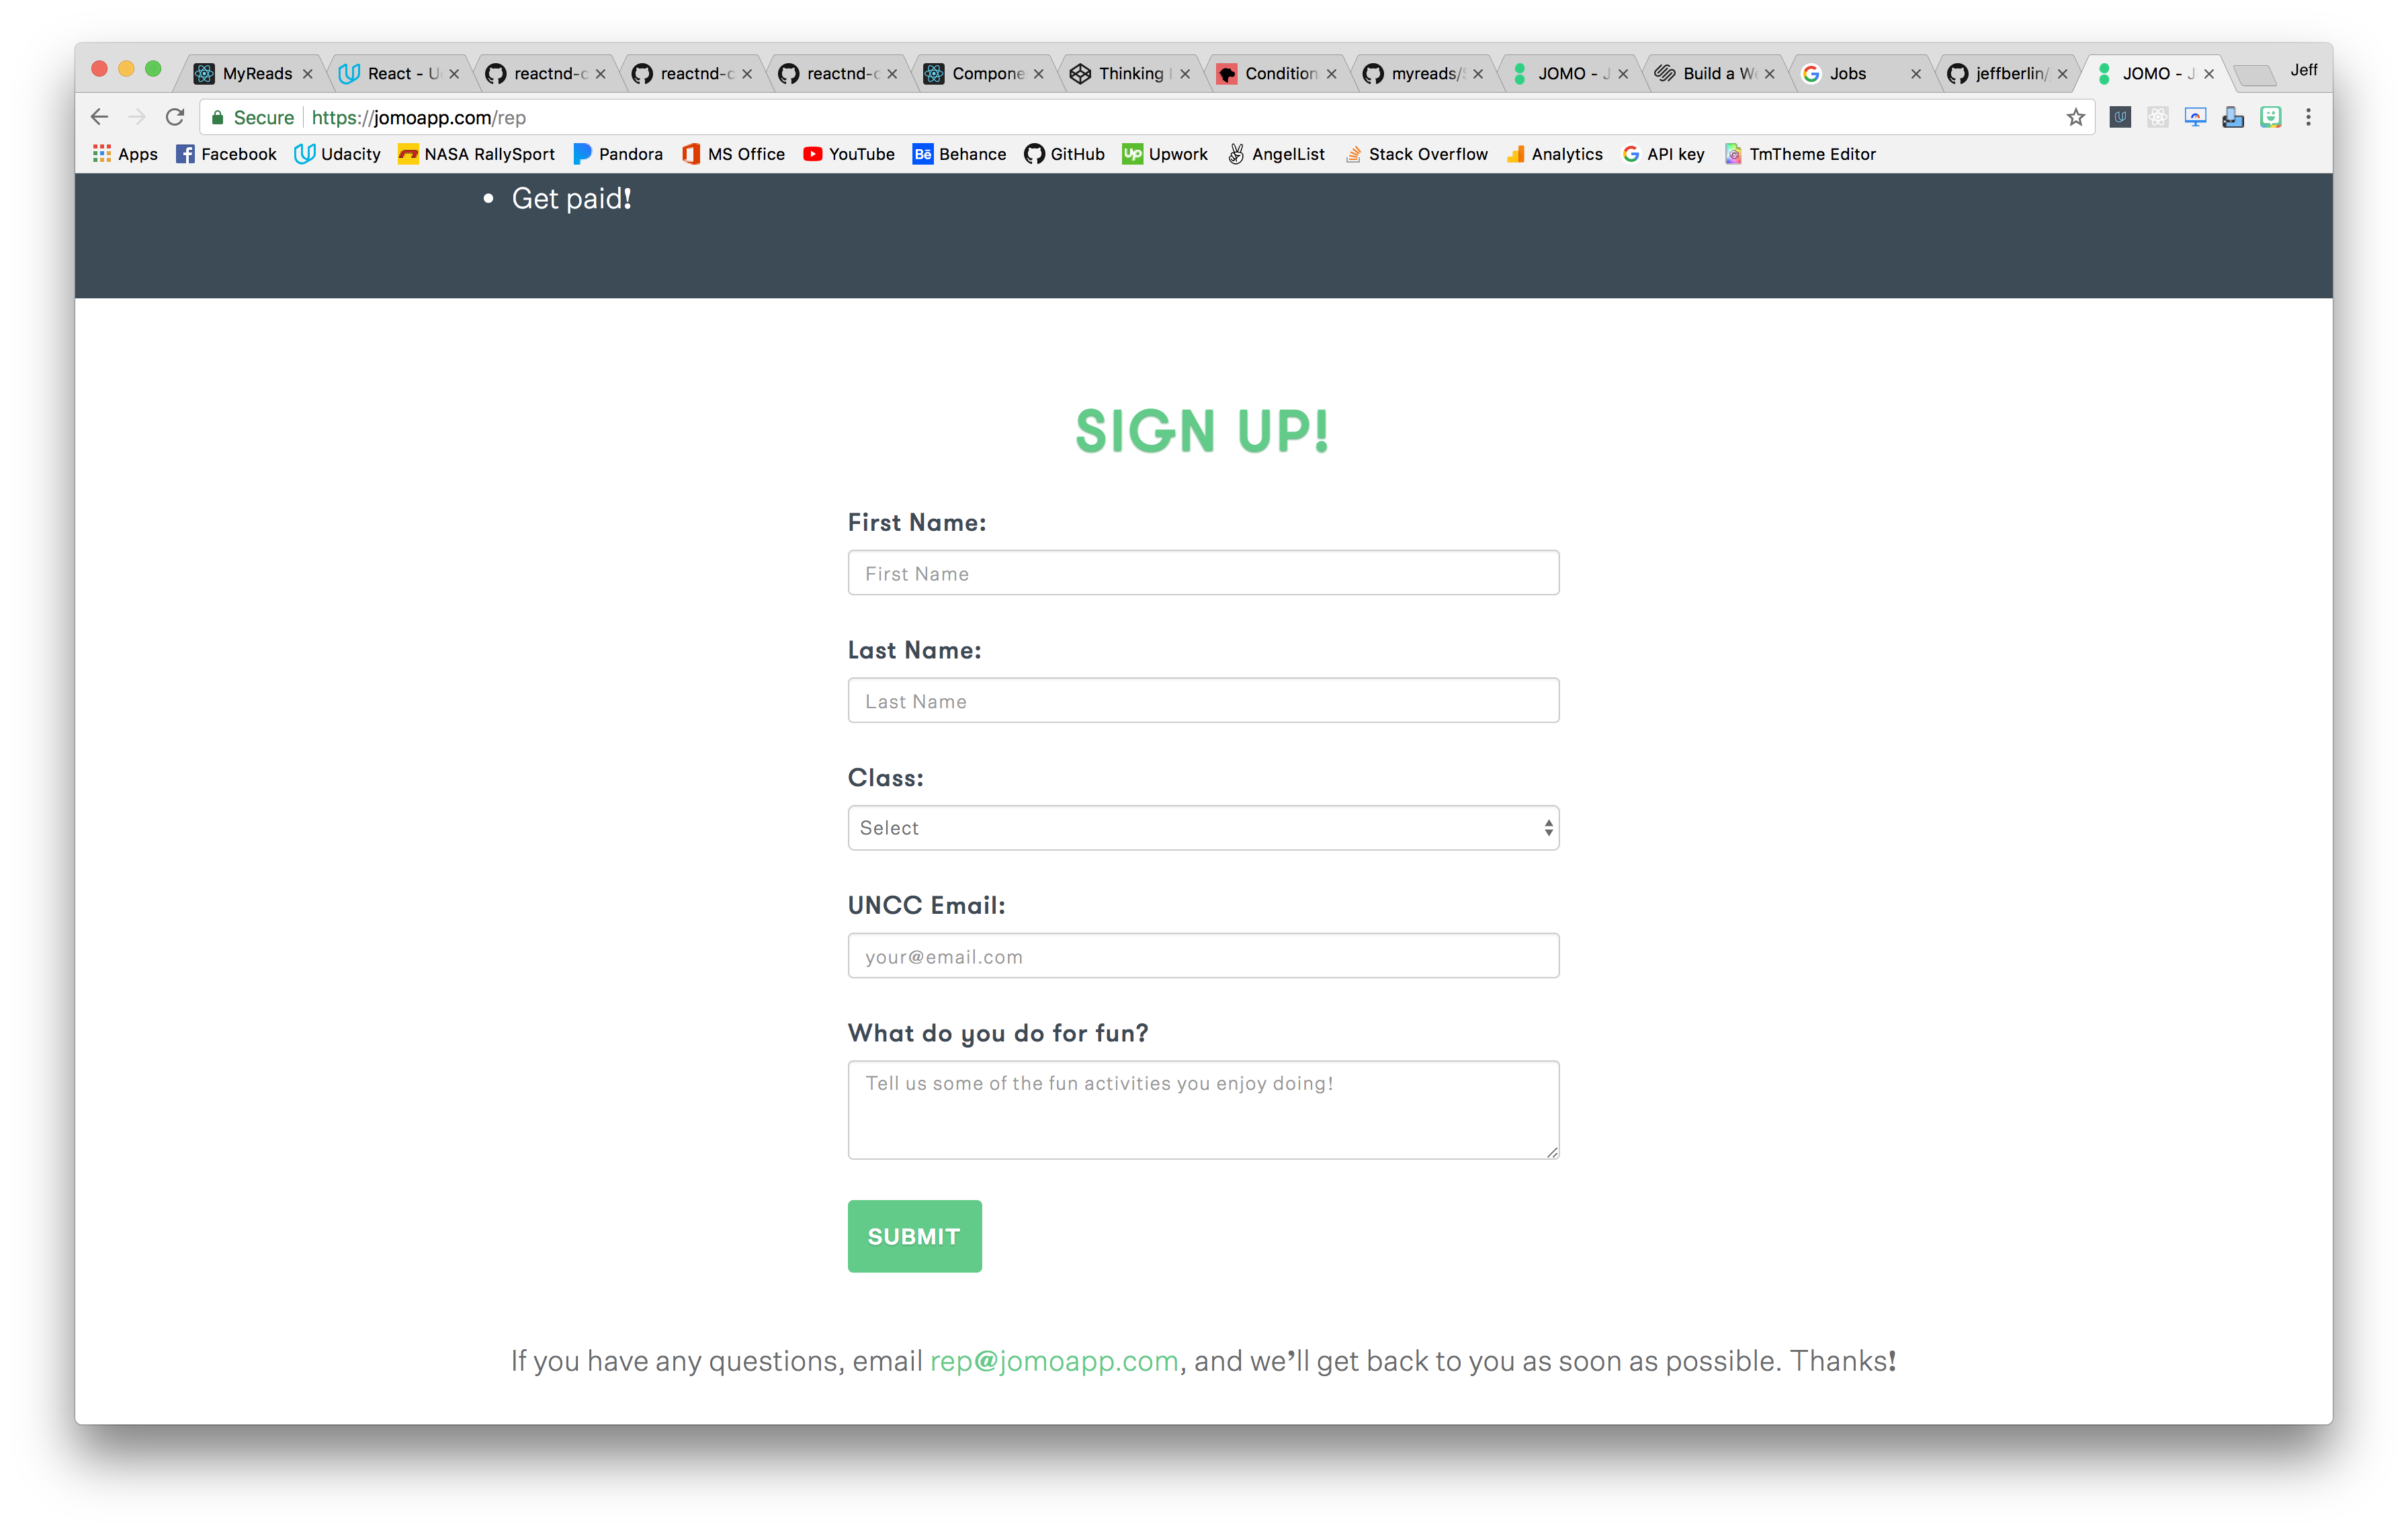 MyReads React - U reactnd-c reactnd-c reactnd-c Compone Thinking Condition myreads/ JOMO - J Build a We Jobs jeffberlin/ JOMO - J Jeff
Secure https://jomoapp.com/rep
Apps Facebook Udacity NASA RallySport Pandora MS Office YouTube Bē Behance GitHub Up Upwork AngelList Stack Overflow Analytics API key TmTheme Editor
• Get paid!
SIGN UP!
First Name:
First Name
Last Name:
Last Name
Class:
Select
UNCC Email:
your@email.com
What do you do for fun?
Tell us some of the fun activities you enjoy doing!
SUBMIT
If you have any questions, email rep@jomoapp.com, and we’ll get back to you as soon as possible. Thanks!